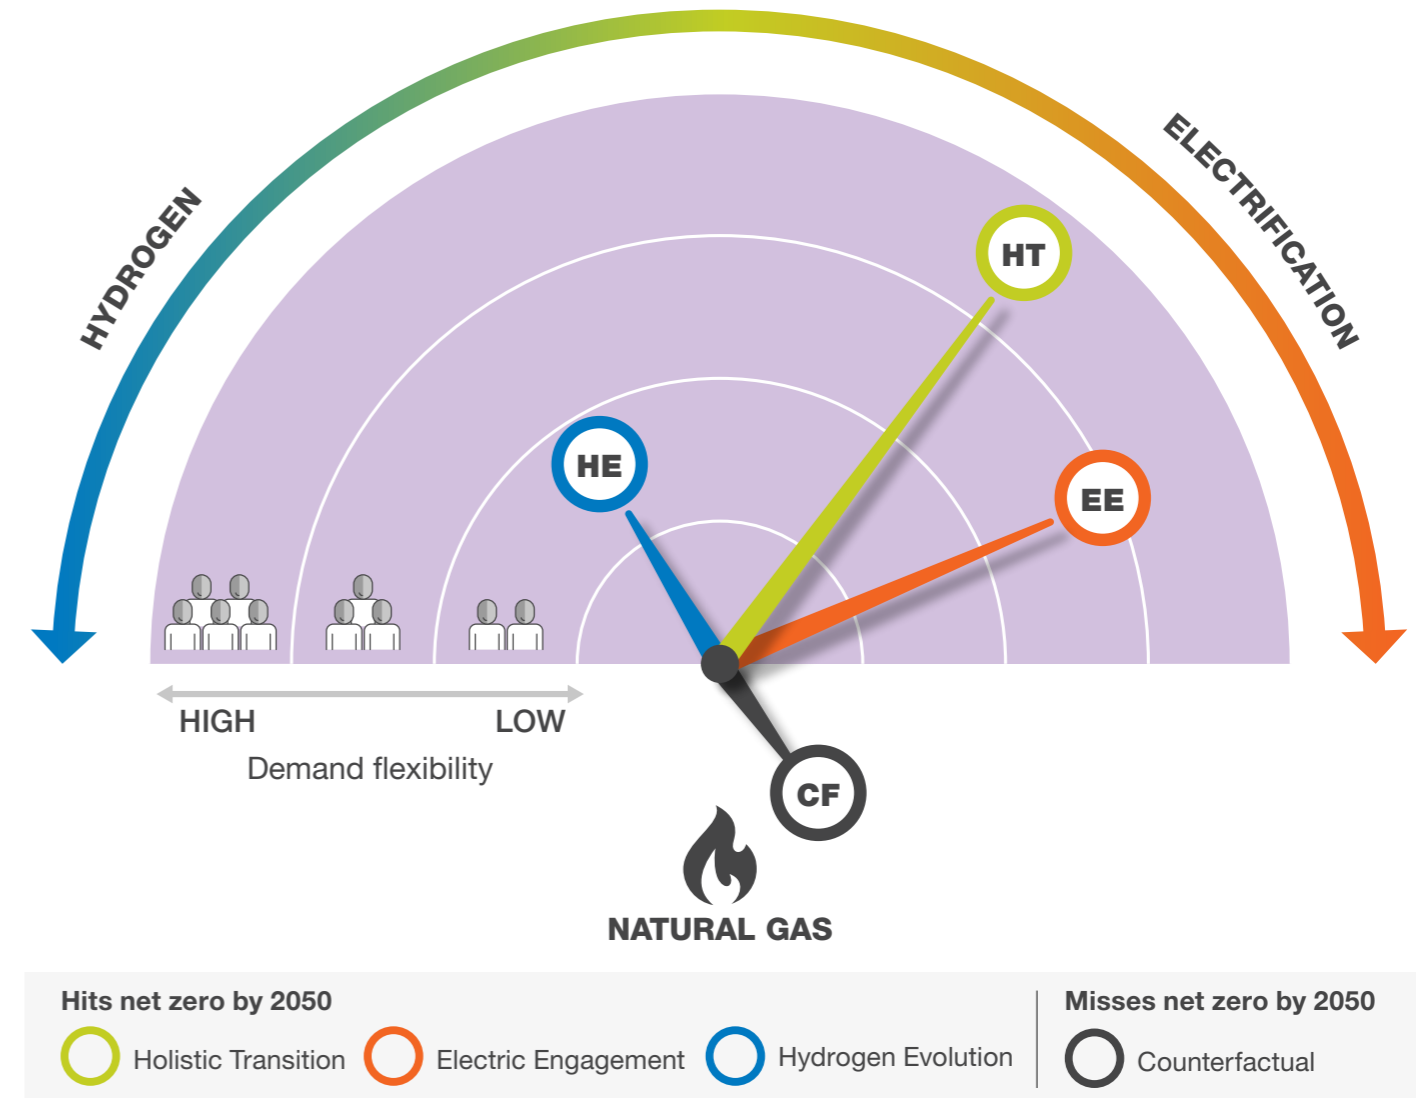 HYDROGEN
ELECTRIFICATION
HT
HE
EE
HIGH
LOW
Demand flexibility
CF
NATURAL GAS
Hits net zero by 2050
Misses net zero by 2050
Holistic Transition
Electric Engagement
Hydrogen Evolution
Counterfactual